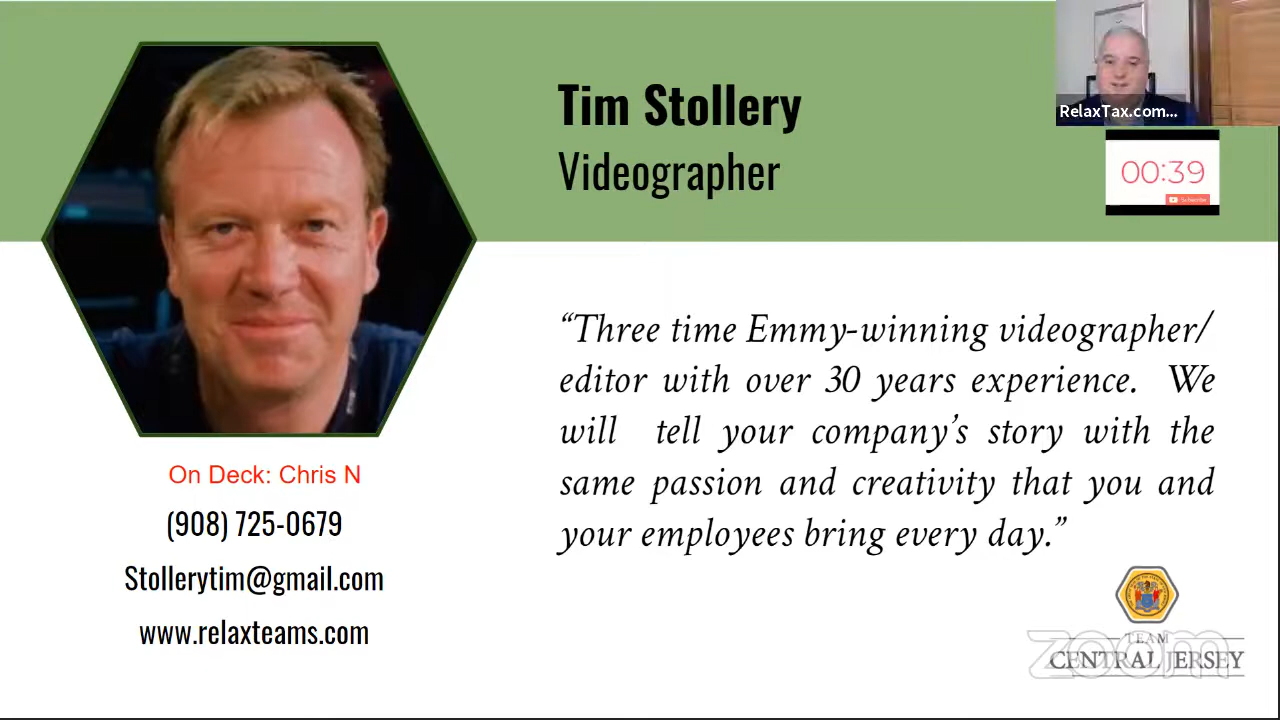 Tim Stollery
Videographer
RelaxTax.com...
00:39
Subscribe
“Three time Emmy-winning videographer/
editor with over 30 years experience. We
will tell your company’s story with the
same passion and creativity that you and
your employees bring every day.”
On Deck: Chris N
(908) 725-0679
Stollerytim@gmail.com
www.relaxteams.com
zoom
TEAM
CENTRAL JERSEY